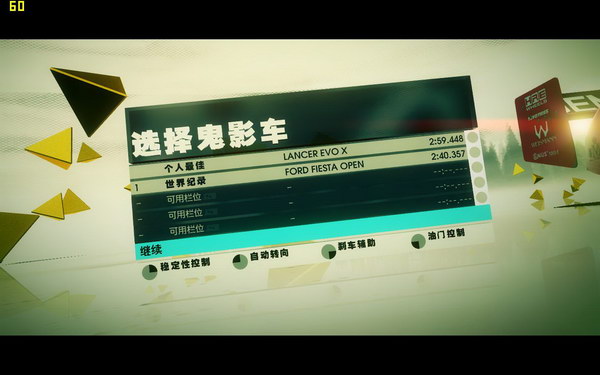 60
选择鬼影车
个人最佳 LANCER EVO X 2:59.448
1 世界纪录 FORD FIESTA OPEN 2:40.357
可用栏位 - -:--.---
可用栏位 - -:--.---
可用栏位 - -:--.---
继续
稳定性控制 自动转向 刹车辅助 油门控制